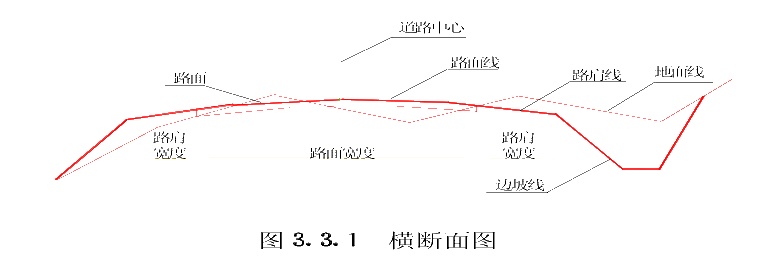 道路中心
路面线
路面
路肩线
地面线
路肩
宽度
路面宽度
路肩
宽度
边坡线
图 3.3.1 横断面图